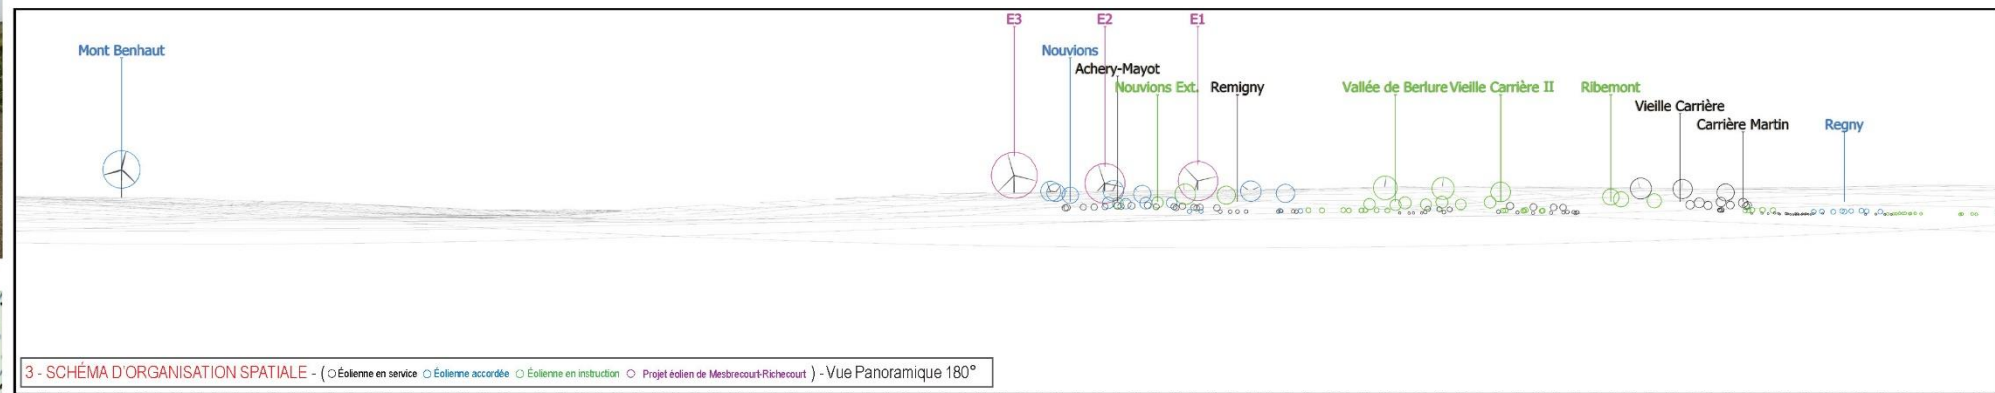 E3 E2 E1
Mont Benhaut Nouvions
Achery-Mayot
Nouvions Ext. Remigny Vallée de Berlure Vieille Carrière II Ribemont
Vieille Carrière
Carrière Martin Regny
3 - SCHÉMA D'ORGANISATION SPATIALE - ( Éolienne en service Éolienne accordée Éolienne en instruction Projet éolien de Mesbrecourt-Richecourt ) - Vue Panoramique 180°